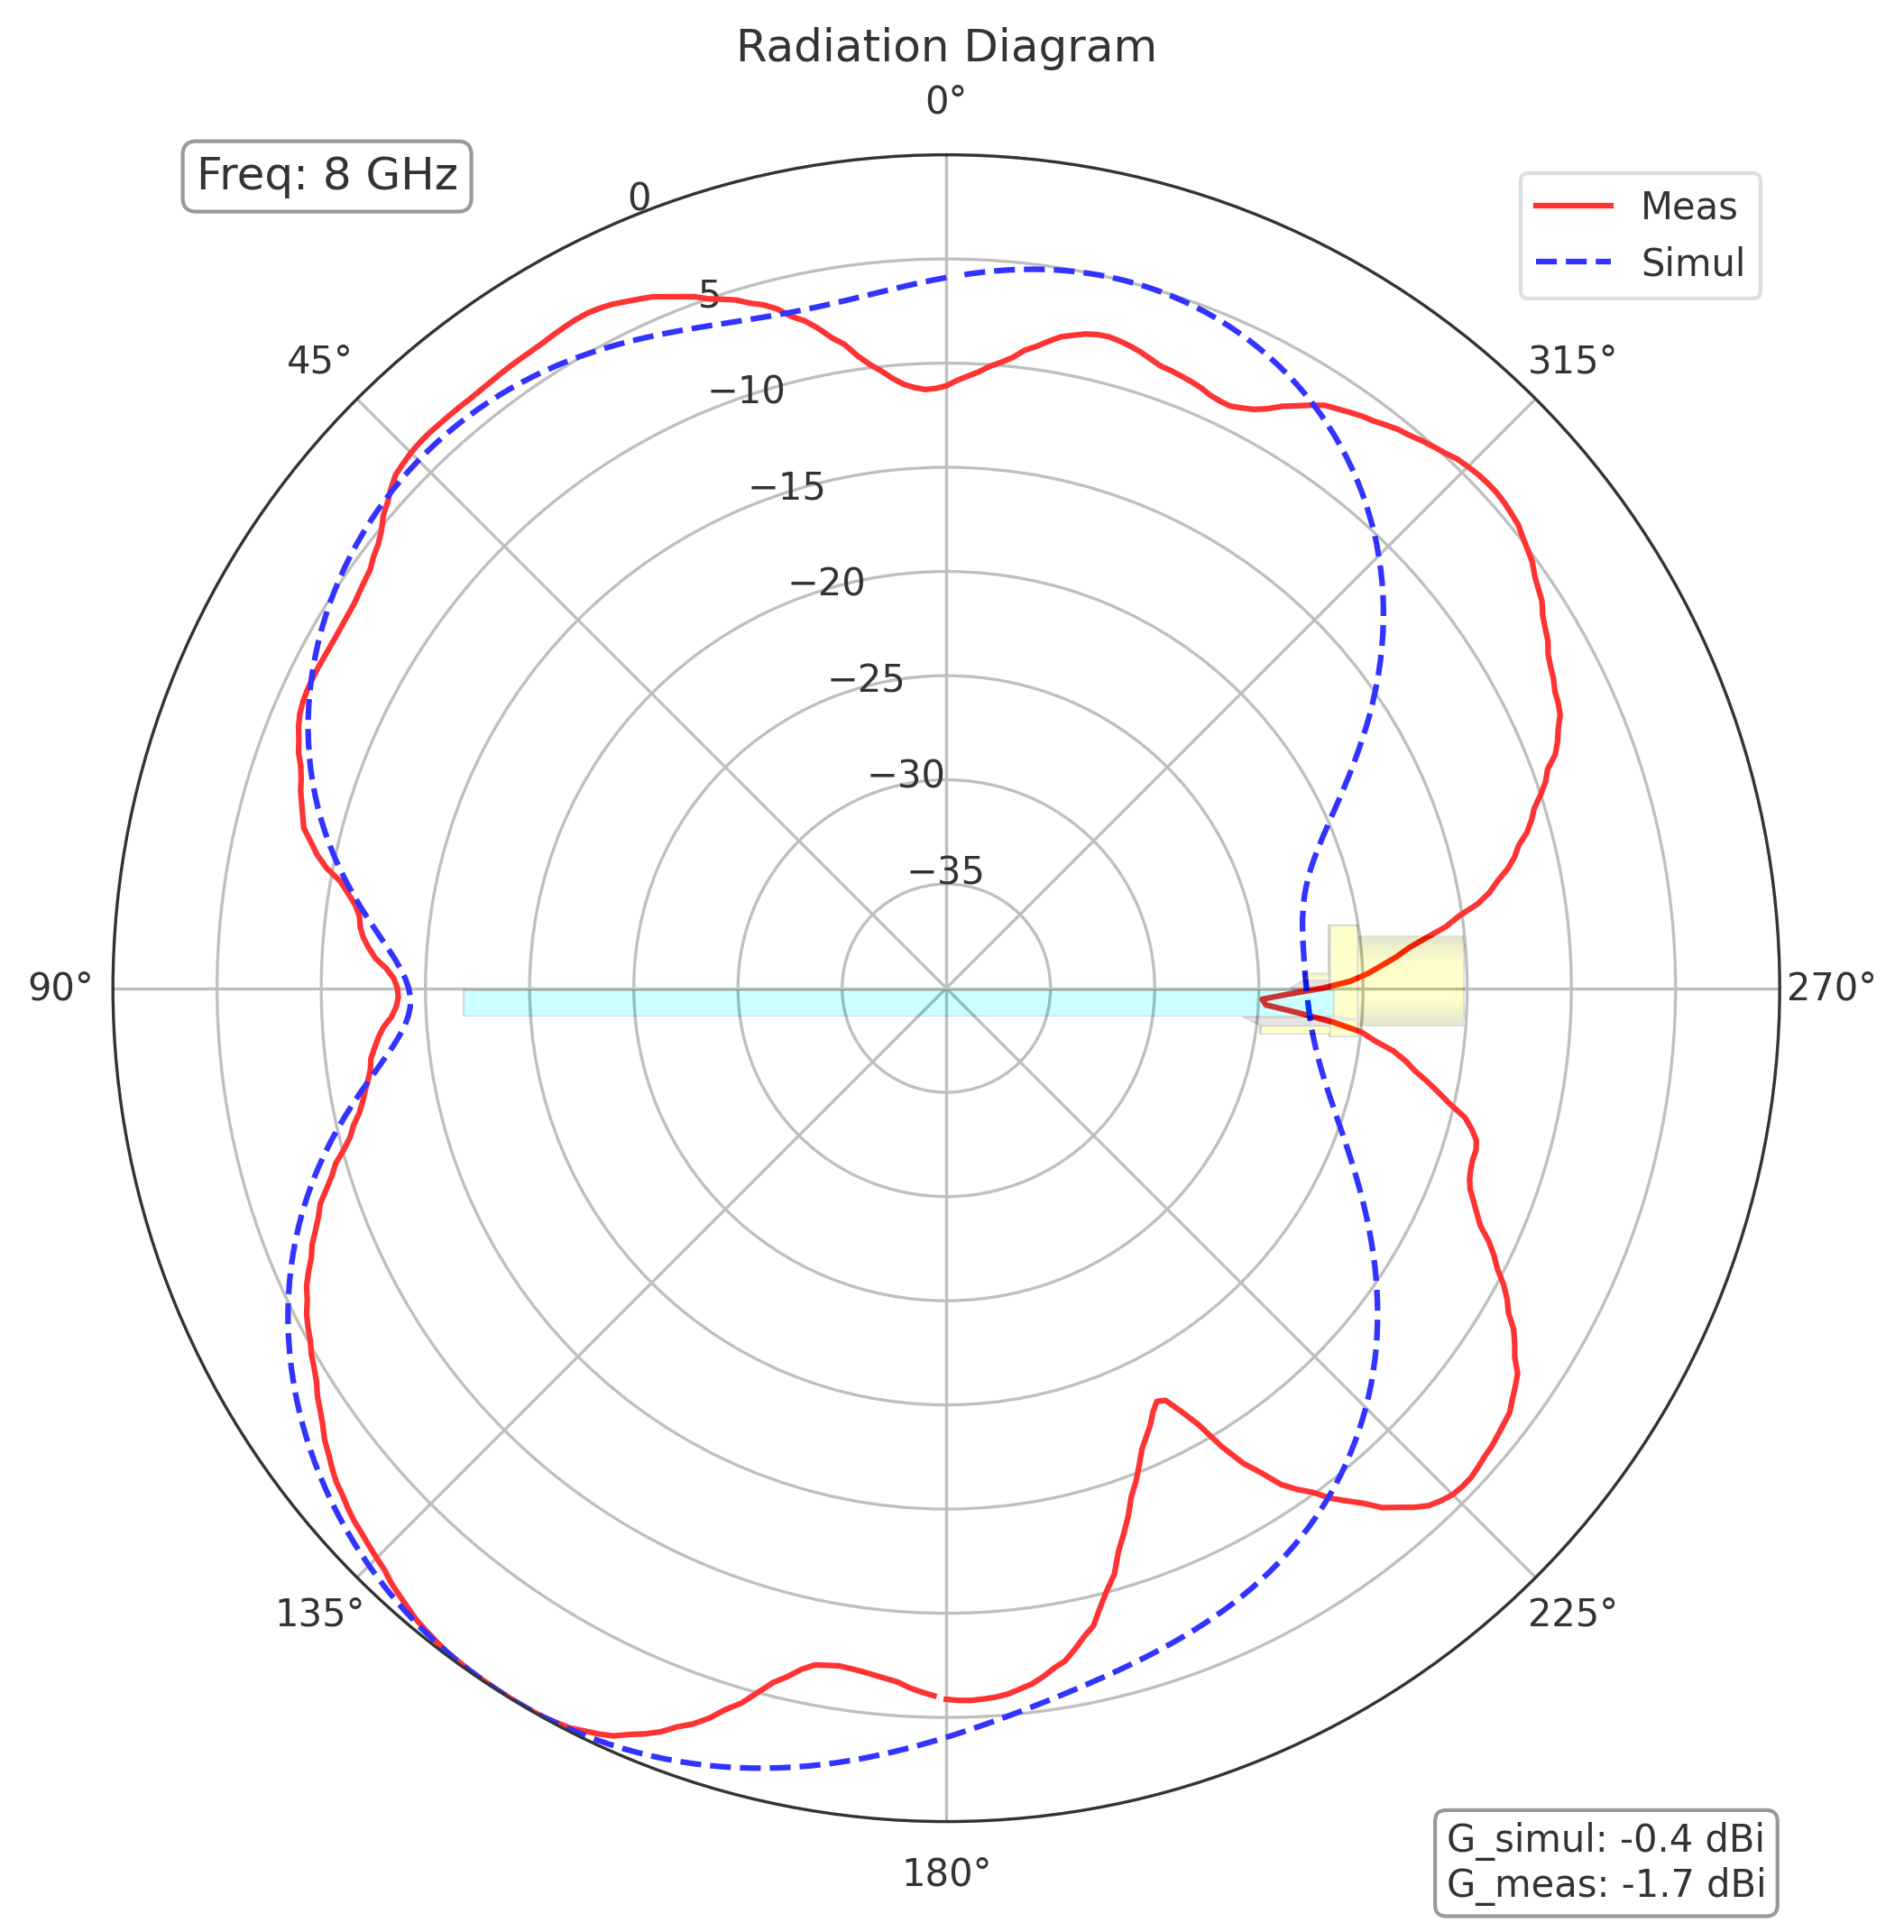 Radiation Diagram
0°
Freq: 8 GHz
Meas
Simul
0
5
−10
−15
−20
−25
−30
−35
45°
315°
90°
270°
135°
225°
180°
G_simul: -0.4 dBi
G_meas: -1.7 dBi